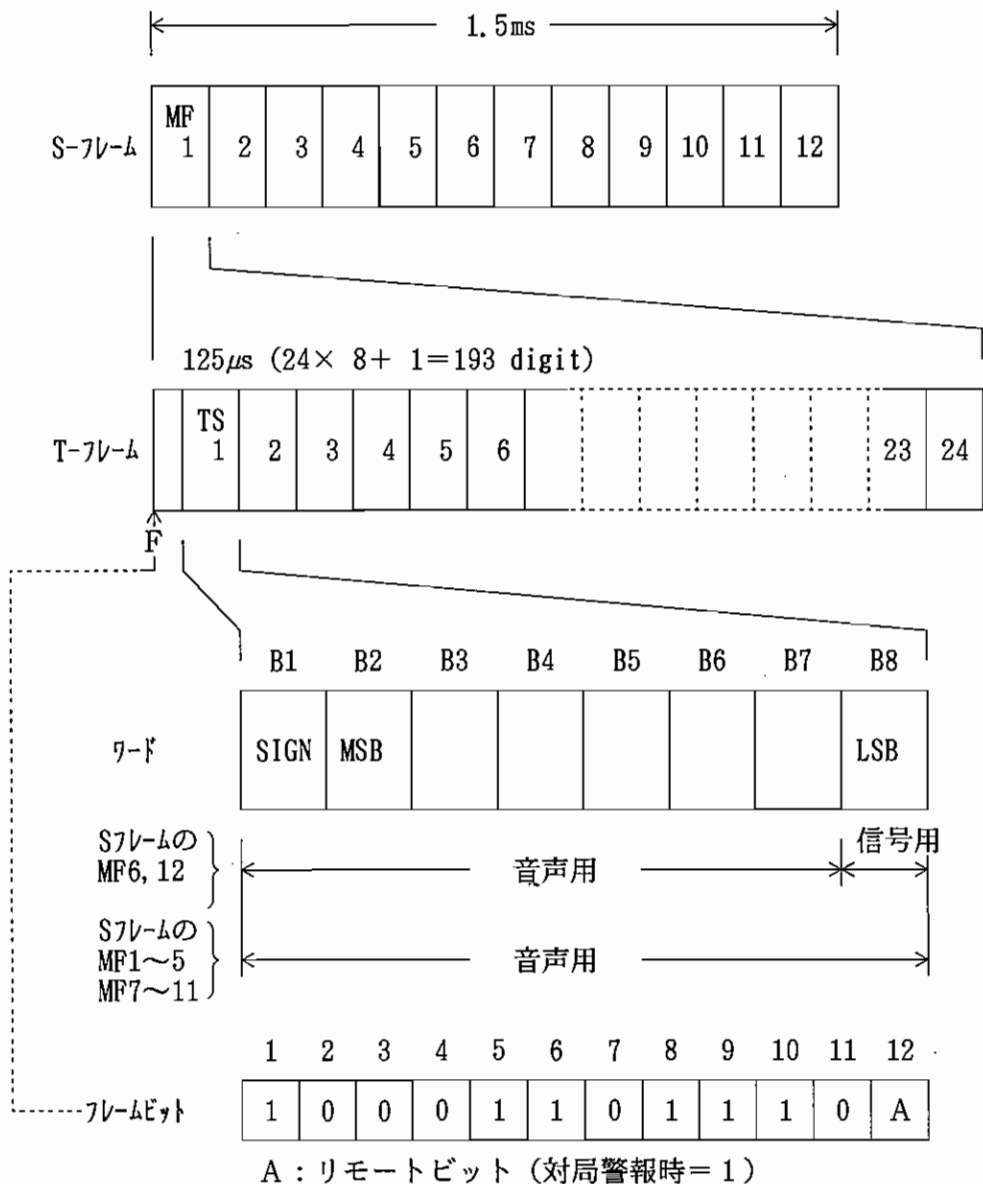 1.5ms
S-フレーム
MF
1 2 3 4 5 6 7 8 9 10 11 12
125μs (24× 8+ 1=193 digit)
T-フレーム
TS
1 2 3 4 5 6 23 24
F
B1 B2 B3 B4 B5 B6 B7 B8
ワード
SIGN MSB LSB
Sフレームの
MF6, 12
音声用
信号用
Sフレームの
MF1～5
MF7～11
音声用
1 2 3 4 5 6 7 8 9 10 11 12
フレームビット
1 0 0 0 1 1 0 1 1 1 0 A
A：リモートビット（対局警報時＝1）